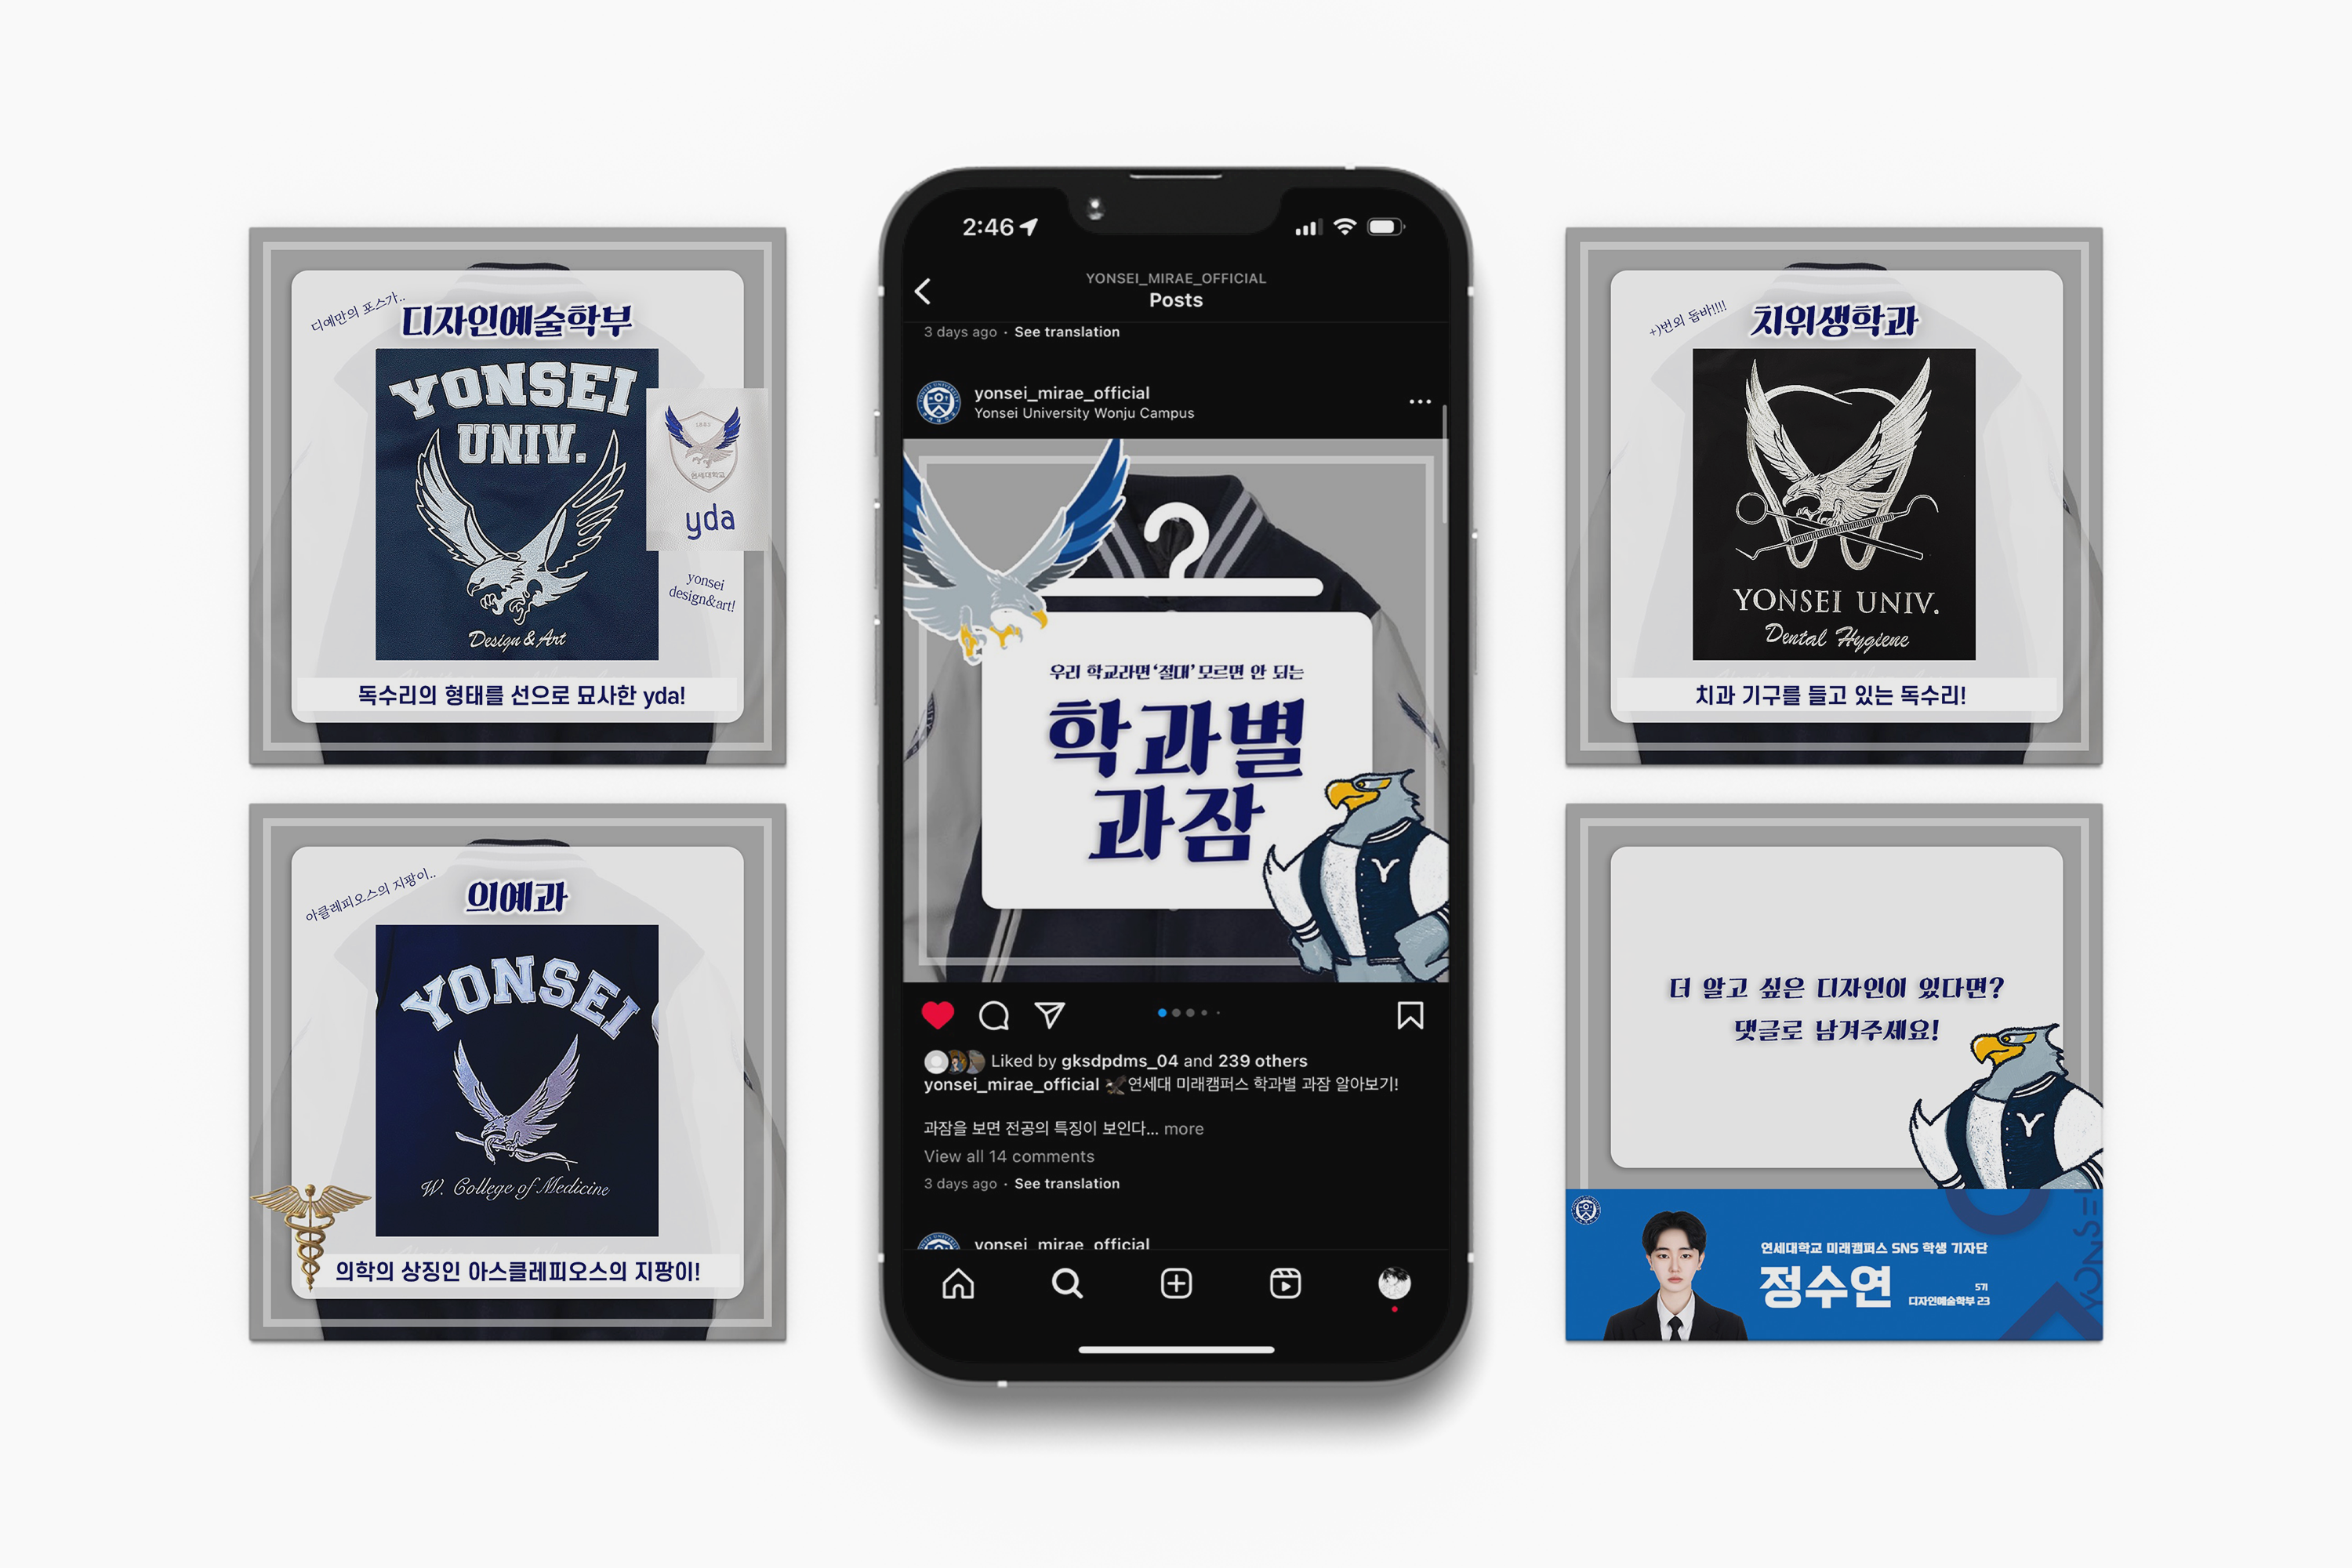 디예만의 포스가..
디자인예술학부
YONSEI
UNIV.
Design & Art
연세대학교
yda
yonsei
design&art!
독수리의 형태를 선으로 묘사한 yda!
아클레피오스의 지팡이..
의예과
YONSEI
W. College of Medicine
의학의 상징인 아스클레피오스의 지팡이!
2:46
YONSEI_MIRAE_OFFICIAL
Posts
3 days ago · See translation
yonsei_mirae_official
Yonsei University Wonju Campus
우리 학교라면 '절대' 모르면 안 되는
학과별
과잠
Y
Liked by gksdpdms_04 and 239 others
yonsei_mirae_official 🦅연세대 미래캠퍼스 학과별 과잠 알아보기!
과잠을 보면 전공의 특징이 보인다... more
View all 14 comments
3 days ago · See translation
yonsei_mirae_official
+)번외 둡바!!!!
치위생학과
YONSEI UNIV.
Dental Hygiene
치과 기구를 들고 있는 독수리!
더 알고 싶은 디자인이 있다면?
댓글로 남겨주세요!
Y
연세대학교 미래캠퍼스 SNS 학생 기자단
정수연
5기
디자인예술학부 23
YONSEI